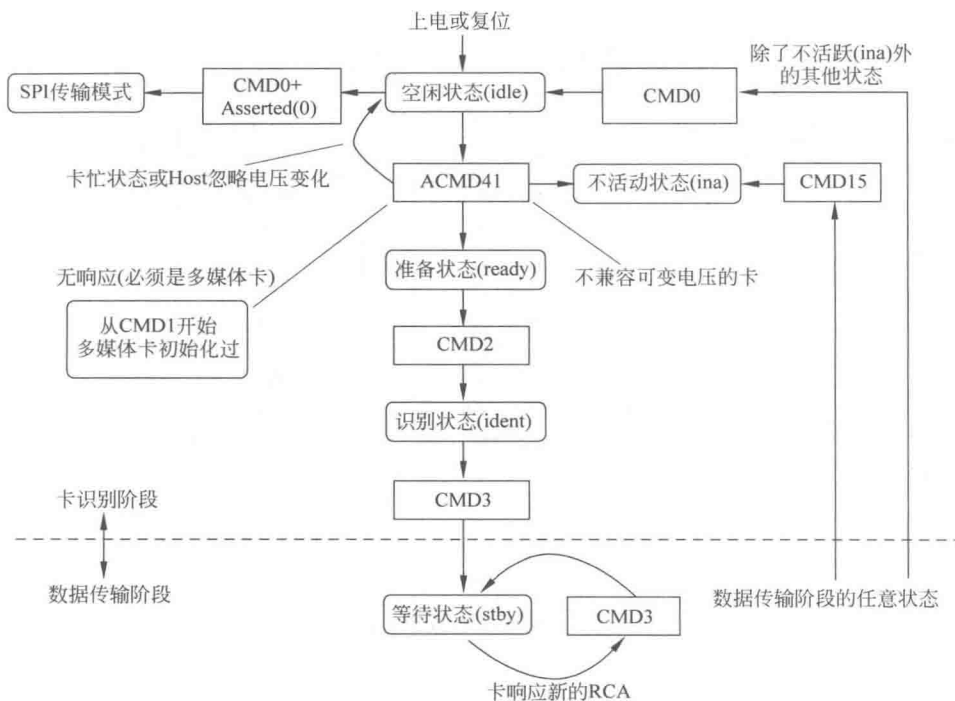 上电或复位
除了不活跃(ina)外
的其他状态
SPI传输模式
CMD0+
Asserted(0)
空闲状态(idle)
CMD0
卡忙状态或Host忽略电压变化
ACMD41
不活动状态(ina)
CMD15
无响应(必须是多媒体卡)
准备状态(ready)
不兼容可变电压的卡
从CMD1开始
多媒体卡初始化过
CMD2
识别状态(ident)
CMD3
卡识别阶段
数据传输阶段
等待状态(stby)
CMD3
数据传输阶段的任意状态
卡响应新的RCA